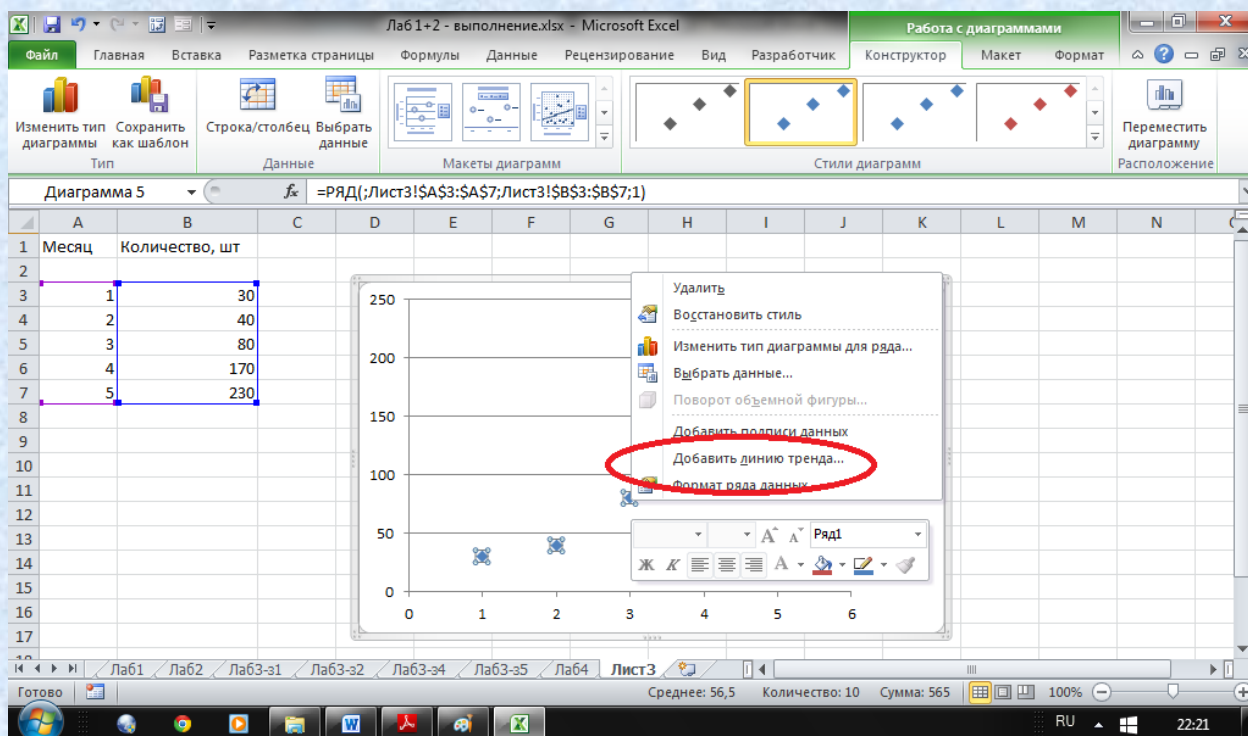 Лаб 1+2 - выполнение.xlsx - Microsoft Excel
Работа с диаграммами
Файл Главная Вставка Разметка страницы Формулы Данные Рецензирование Вид Разработчик Конструктор Макет Формат
Изменить тип диаграммы
Сохранить как шаблон
Строка/столбец
Выбрать данные
Переместить диаграмму
Тип Данные Макеты диаграмм Стили диаграмм Расположение
Диаграмма 5 fx =РЯД(;Лист3!$A$3:$A$7;Лист3!$B$3:$B$7;1)
A B C D E F G H I J K L M N
1 Месяц Количество, шт
2
3 1 30
4 2 40
5 3 80
6 4 170
7 5 230
8
9
10
11
12
13
14
15
16
17
250
200
150
100
50
0
0 1 2 3 4 5 6
Удалить
Восстановить стиль
Изменить тип диаграммы для ряда...
Выбрать данные...
Поворот объемной фигуры...
Добавить подписи данных
Добавить линию тренда...
Формат ряда данных...
A A Ряд1
Ж К A
Лаб1 Лаб2 Лаб3-з1 Лаб3-з2 Лаб3-з4 Лаб3-з5 Лаб4 Лист3
Готово Среднее: 56,5 Количество: 10 Сумма: 565 100%
RU 22:21